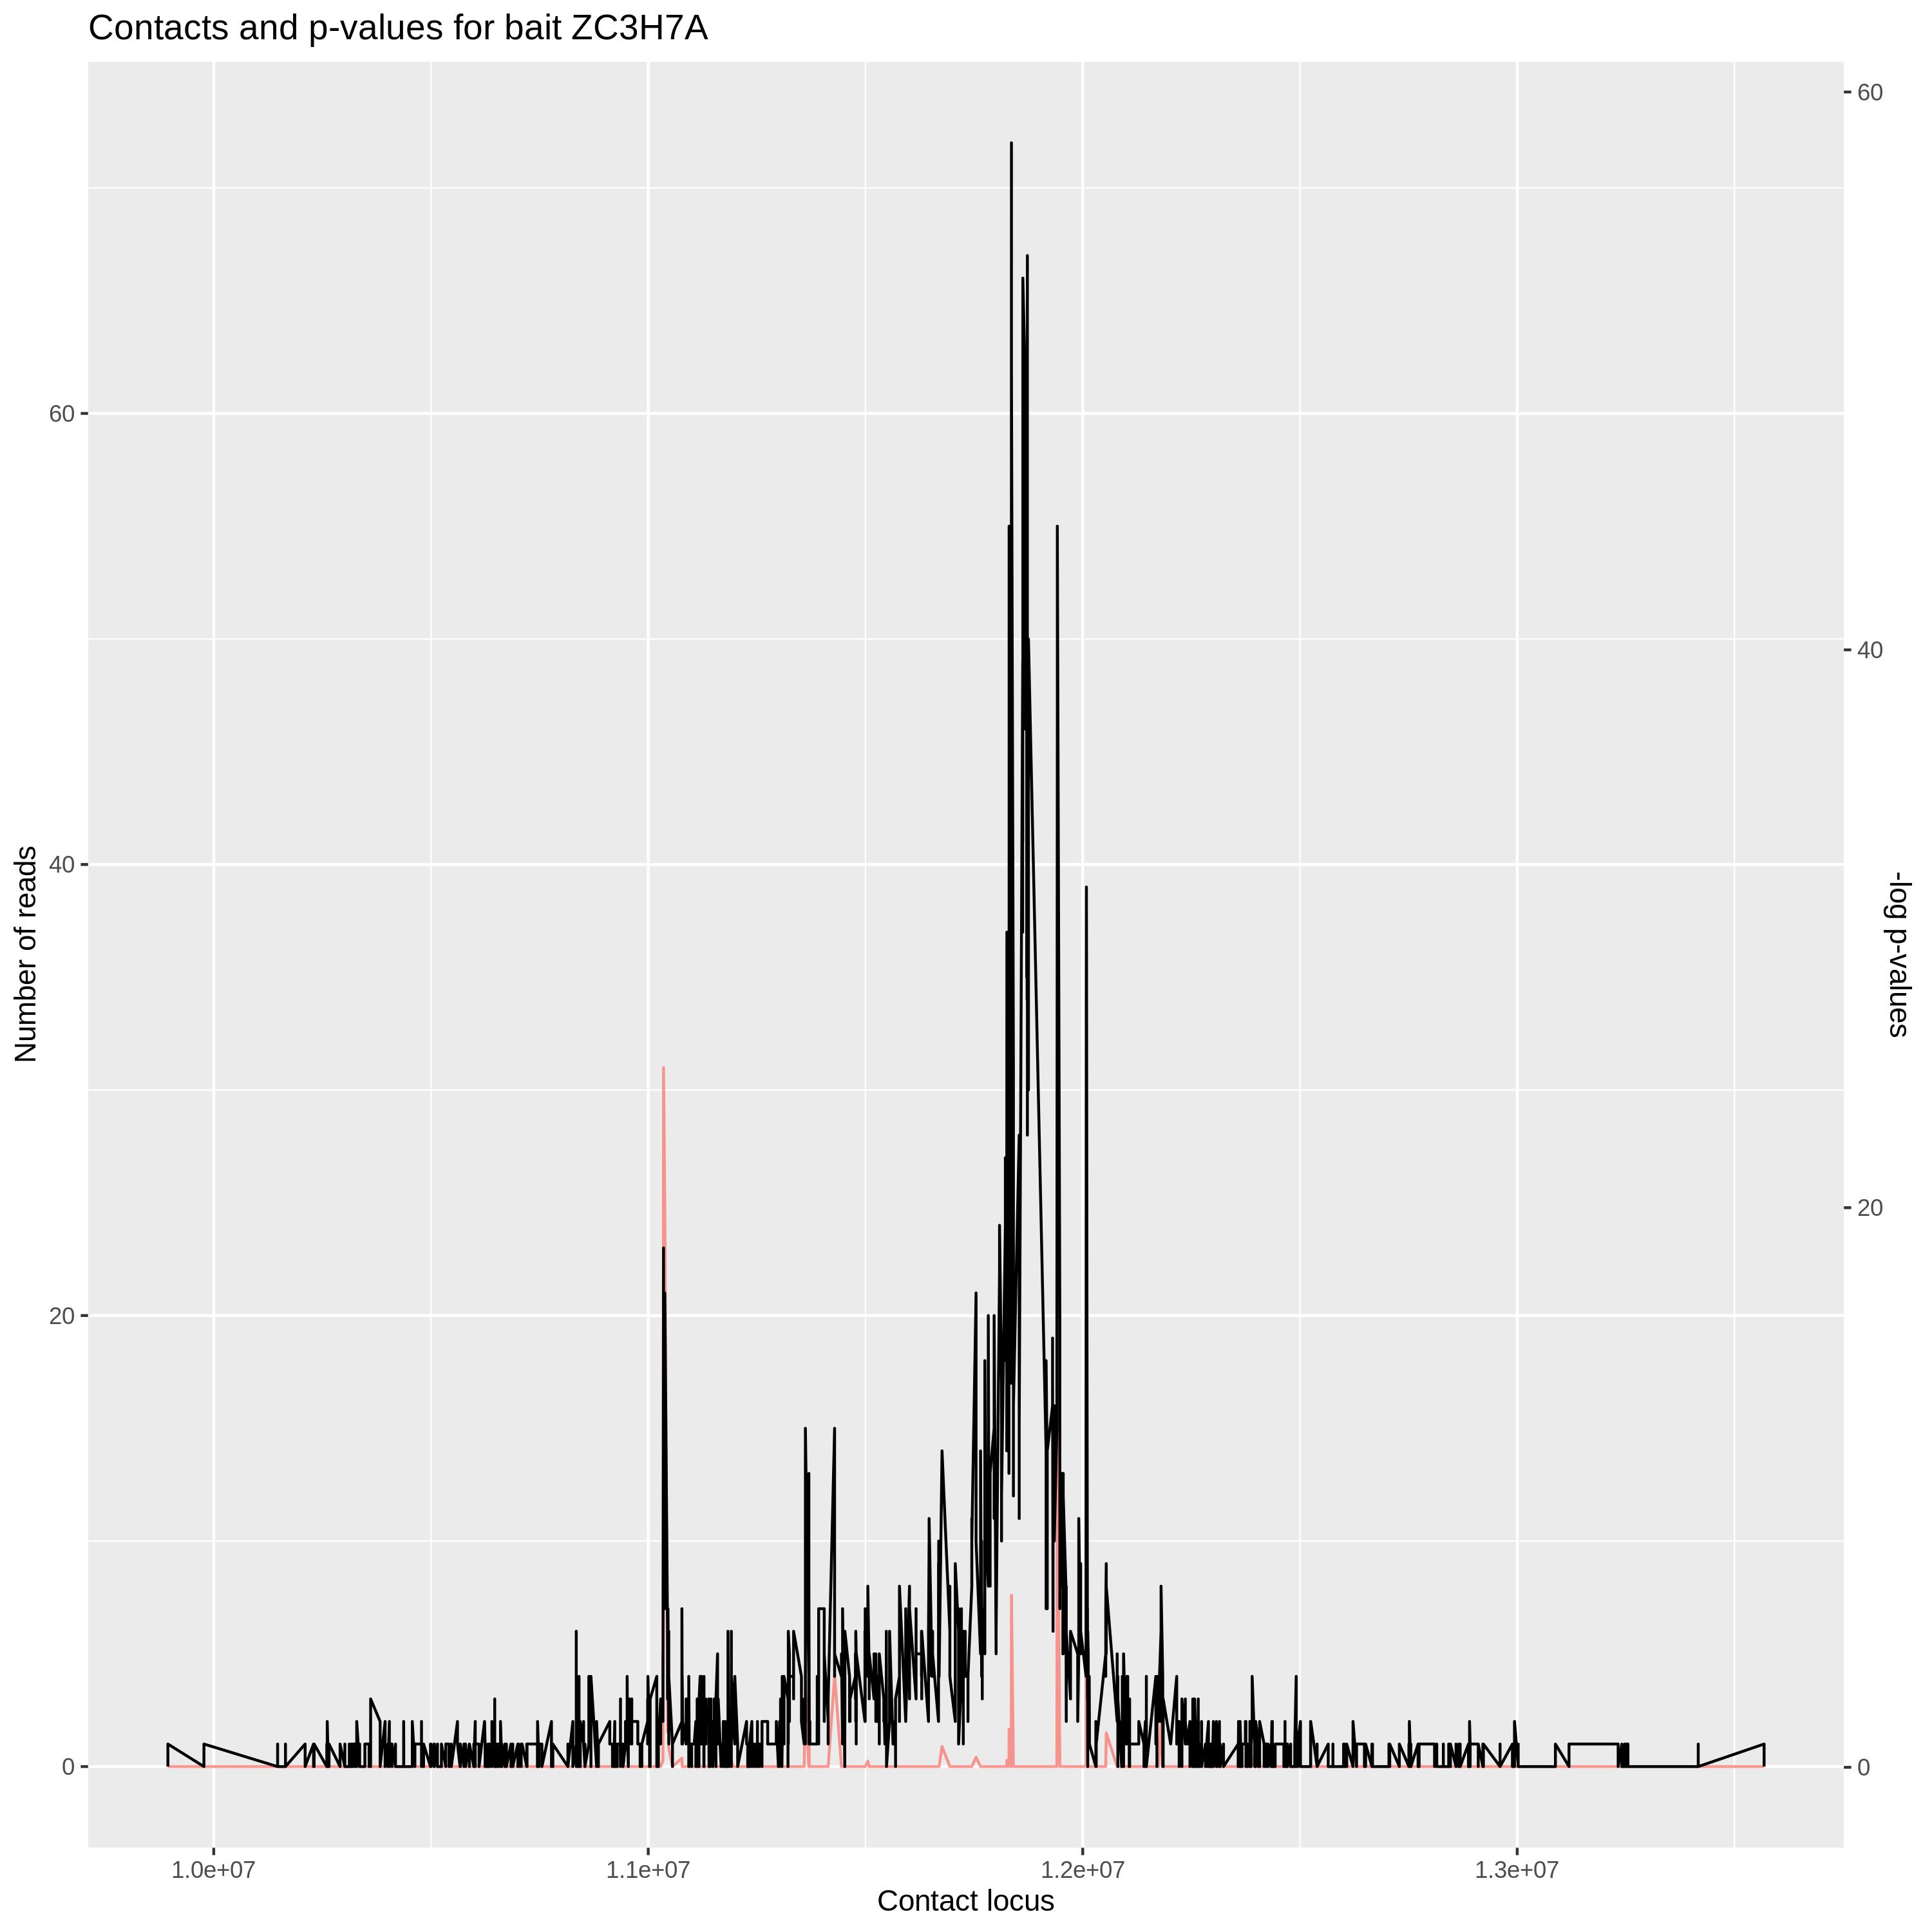 Contacts and p-values for bait ZC3H7A
60
40
20
0
Number of reads
60
40
20
0
-log p-values
1.0e+07
1.1e+07
1.2e+07
1.3e+07
Contact locus